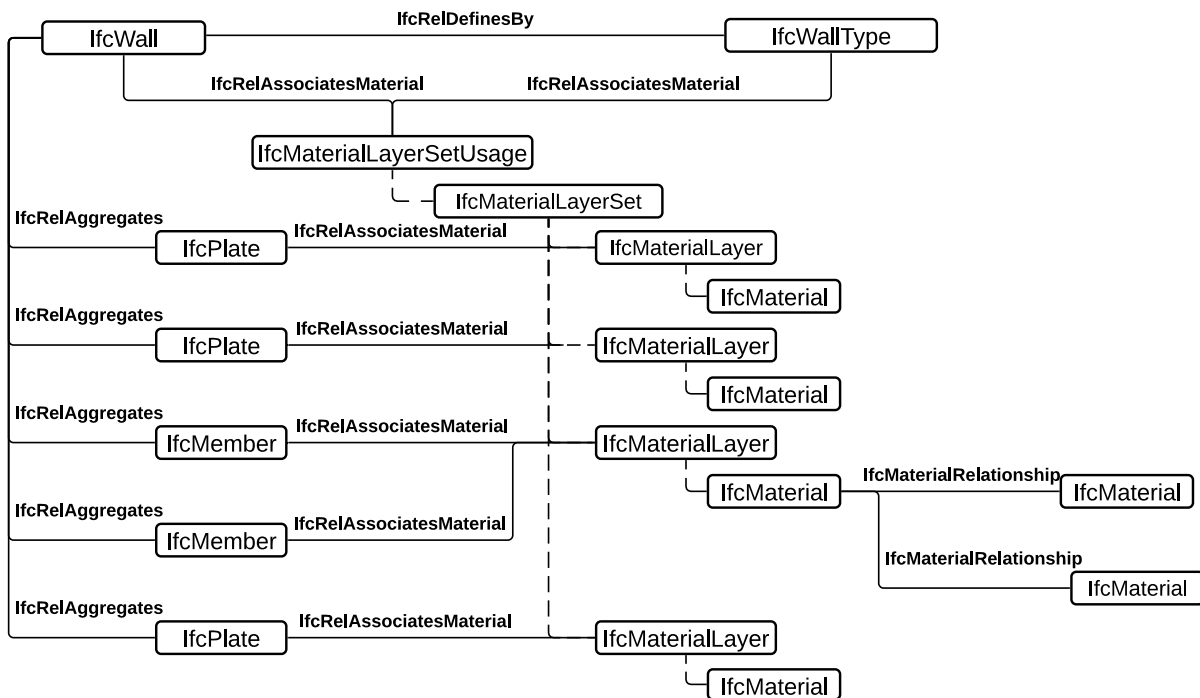 IfcRelDefinesBy
IfcWall
IfcWallType
IfcRelAssociatesMaterial
IfcRelAssociatesMaterial
IfcMaterialLayerSetUsage
IfcMaterialLayerSet
IfcRelAggregates
IfcRelAssociatesMaterial
IfcPlate
IfcMaterialLayer
IfcMaterial
IfcRelAggregates
IfcRelAssociatesMaterial
IfcPlate
IfcMaterialLayer
IfcMaterial
IfcRelAggregates
IfcRelAssociatesMaterial
IfcMember
IfcMaterialLayer
IfcMaterialRelationship
IfcMaterial
IfcMaterial
IfcRelAggregates
IfcRelAssociatesMaterial
IfcMember
IfcMaterialRelationship
IfcMaterial
IfcRelAggregates
IfcRelAssociatesMaterial
IfcPlate
IfcMaterialLayer
IfcMaterial